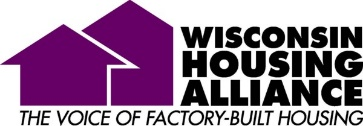 WISCONSIN
HOUSING
ALLIANCE
THE VOICE OF FACTORY-BUILT HOUSING